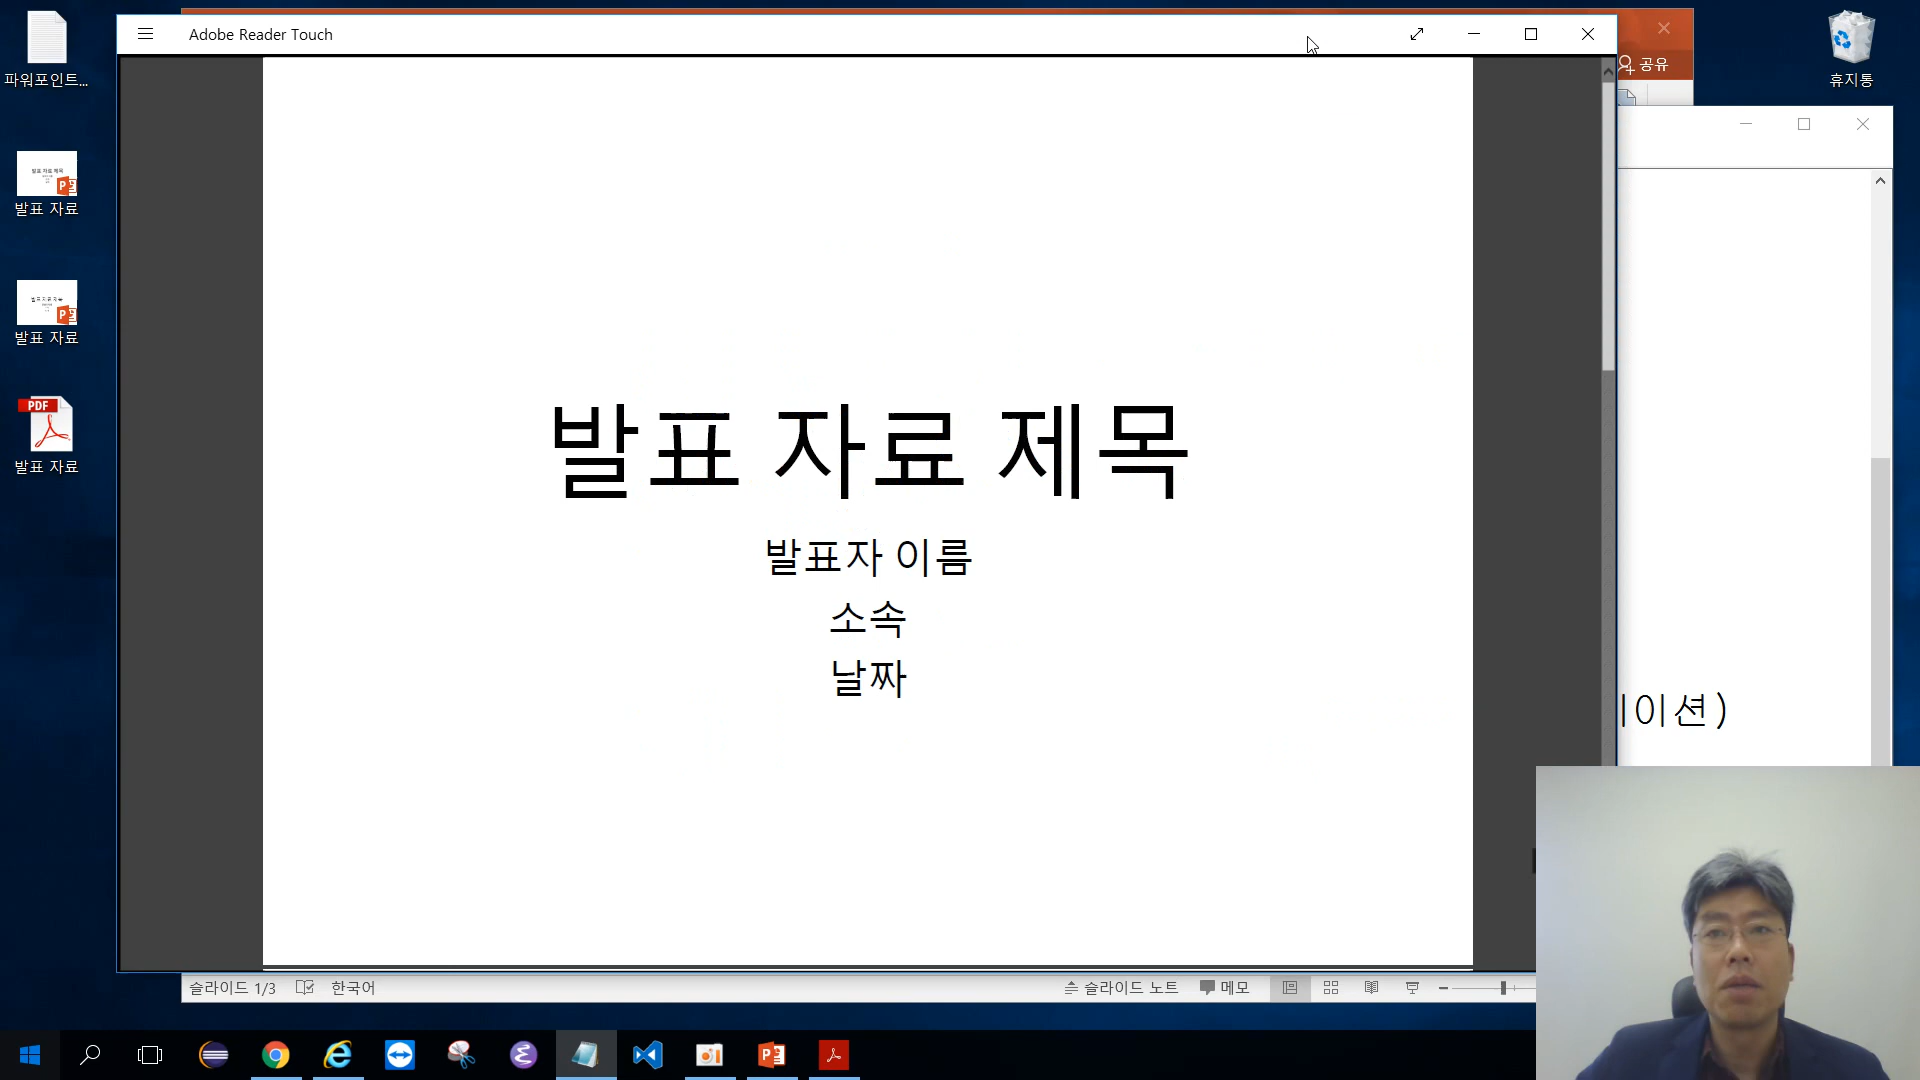 Adobe Reader Touch
공유
파워포인트...
발표 자료
발표 자료
PDF
발표 자료
휴지통
발표 자료 제목
발표자 이름
소속
날짜
이션)
슬라이드 1/3
한국어
슬라이드 노트
메모